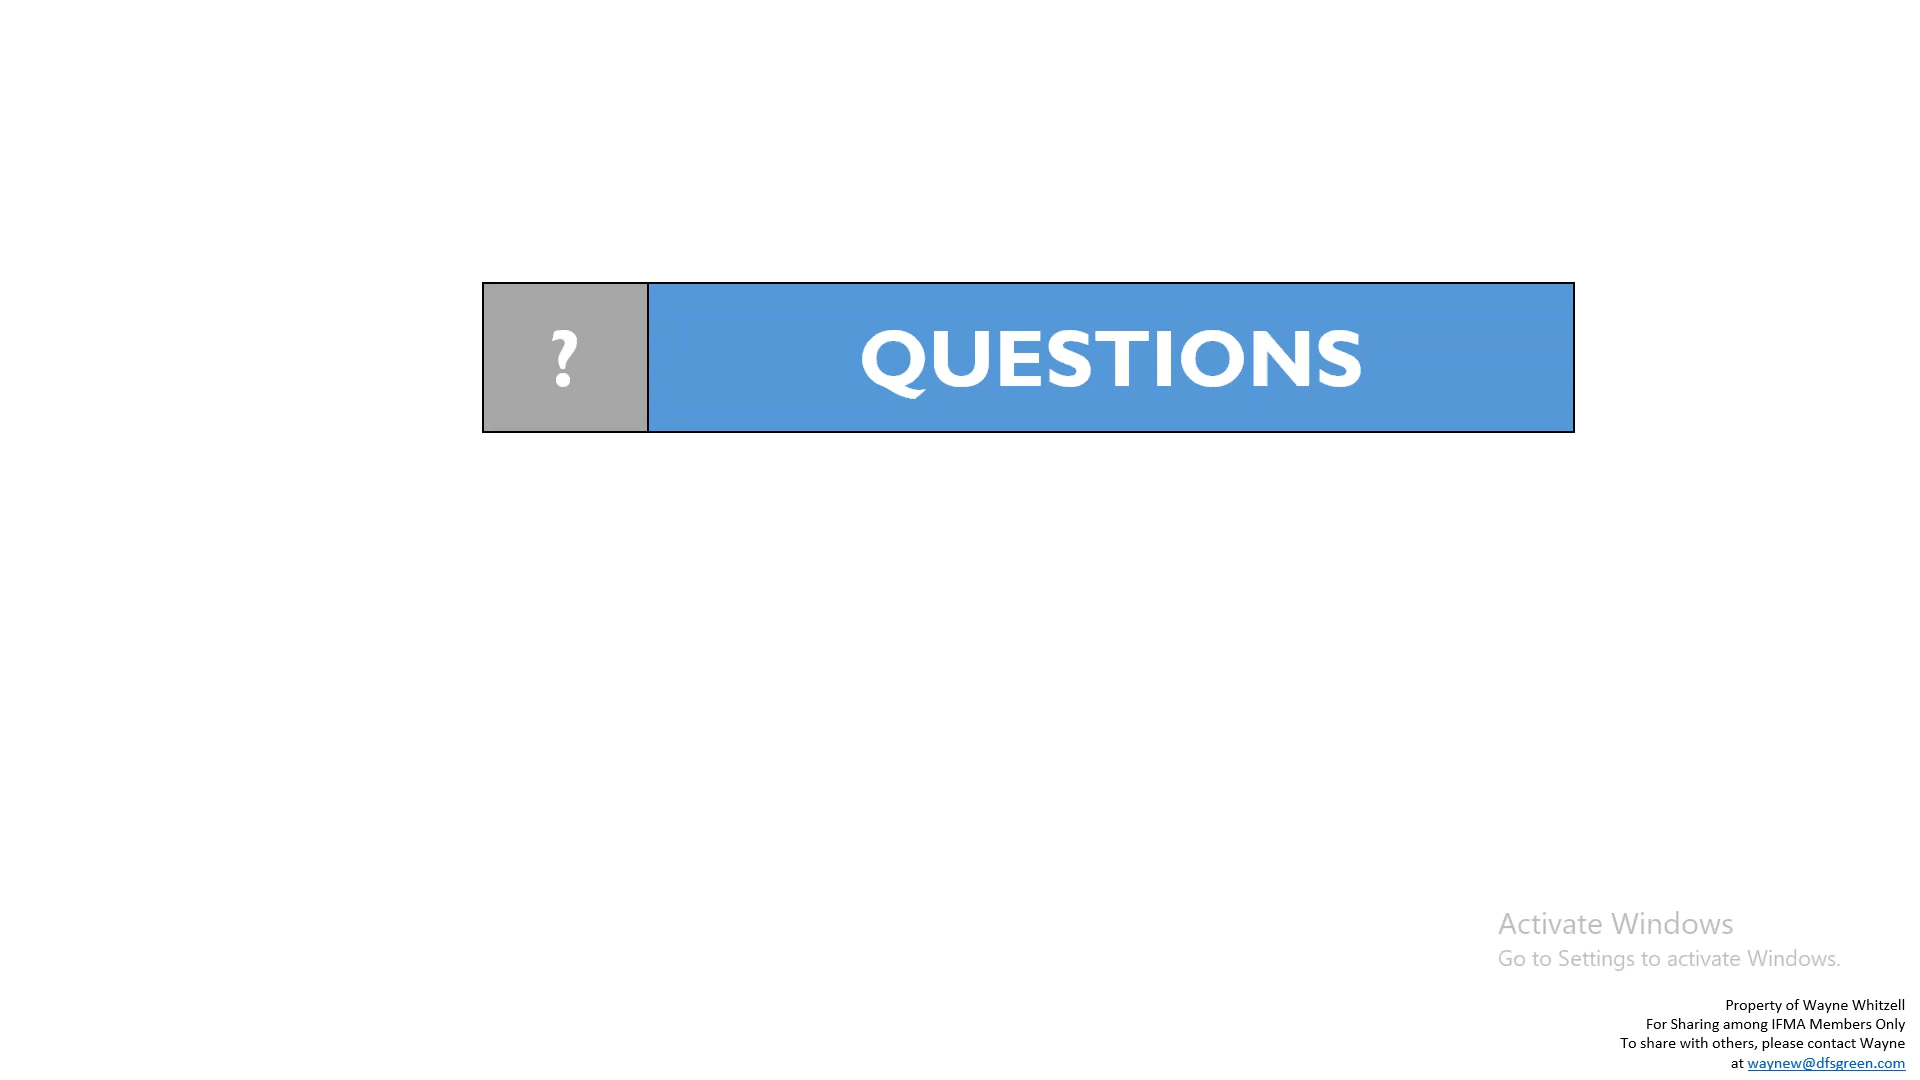 ? QUESTIONS
Activate Windows
Go to Settings to activate Windows.
Property of Wayne Whitzell
For Sharing among IFMA Members Only
To share with others, please contact Wayne
at waynew@dfsgreen.com